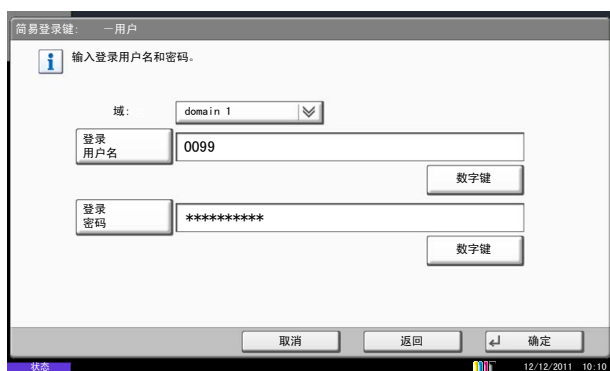 简易登录键: －用户
输入登录用户名和密码。
域: domain 1
登录
用户名
0099
数字键
登录
密码
**********
数字键
取消 返回 确定
状态 12/12/2011 10:10